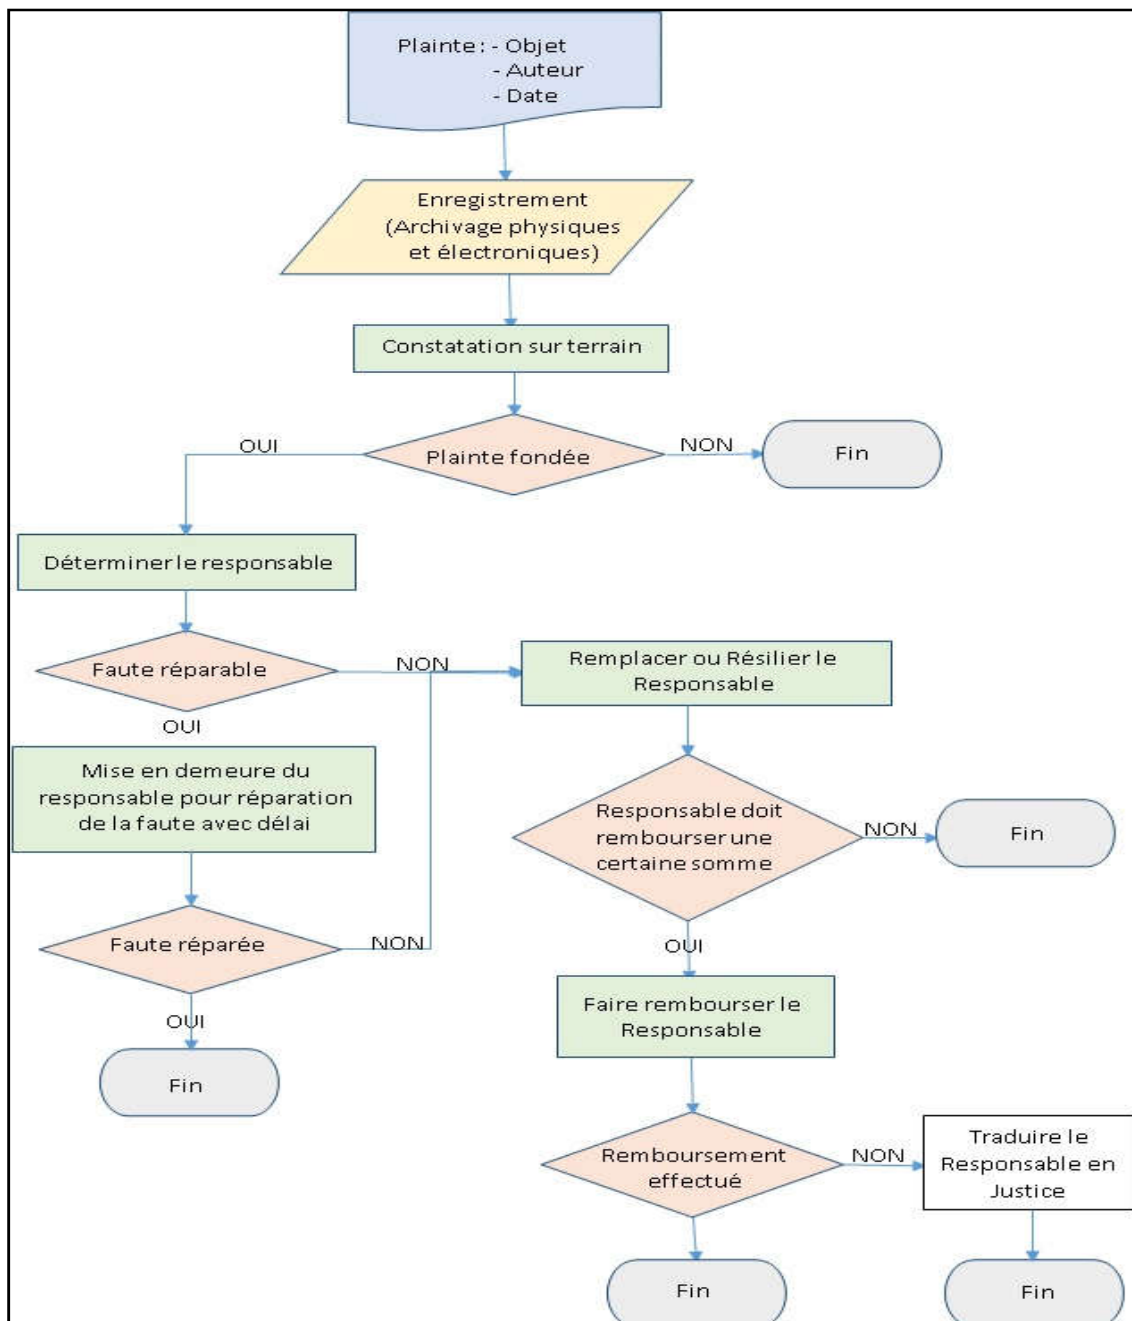 Plainte : - Objet
- Auteur
- Date
Enregistrement
(Archivage physiques
et électroniques)
Constatation sur terrain
OUI
Plainte fondée
NON
Fin
Déterminer le responsable
Faute réparable
NON
Remplacer ou Résilier le
Responsable
OUI
Mise en demeure du
responsable pour réparation
de la faute avec délai
Responsable doit
rembourser une
certaine somme
NON
Fin
Faute réparée
NON
OUI
OUI
Fin
Faire rembourser le
Responsable
Remboursement
effectué
NON
Traduire le
Responsable en
Justice
Fin
Fin